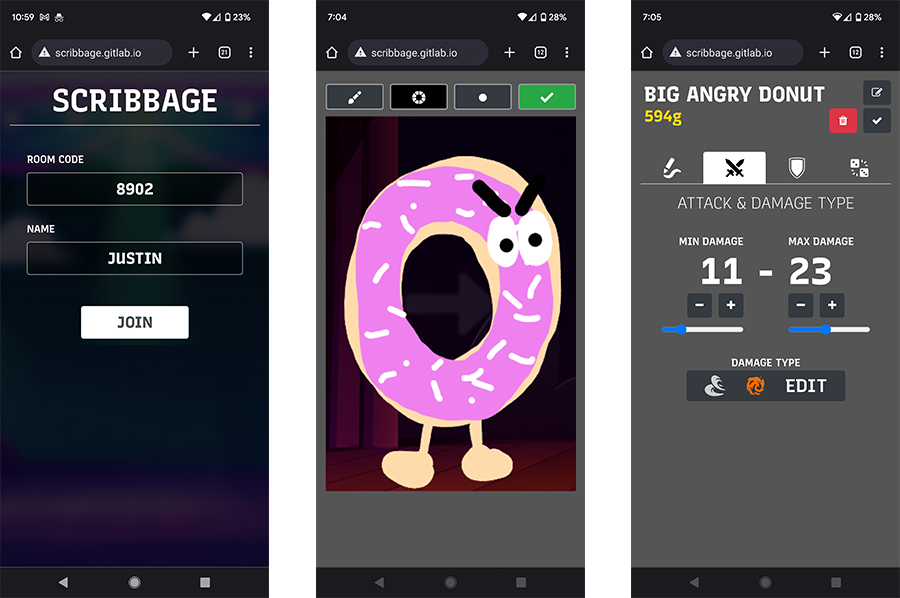 10:59
23%
scribbage.gitlab.io
21
SCRIBBAGE
ROOM CODE
8902
NAME
JUSTIN
JOIN
7:04
28%
scribbage.gitlab.io
12
7:05
28%
scribbage.gitlab.io
12
BIG ANGRY DONUT
594g
ATTACK & DAMAGE TYPE
MIN DAMAGE MAX DAMAGE
11 - 23
- + - +
DAMAGE TYPE
EDIT